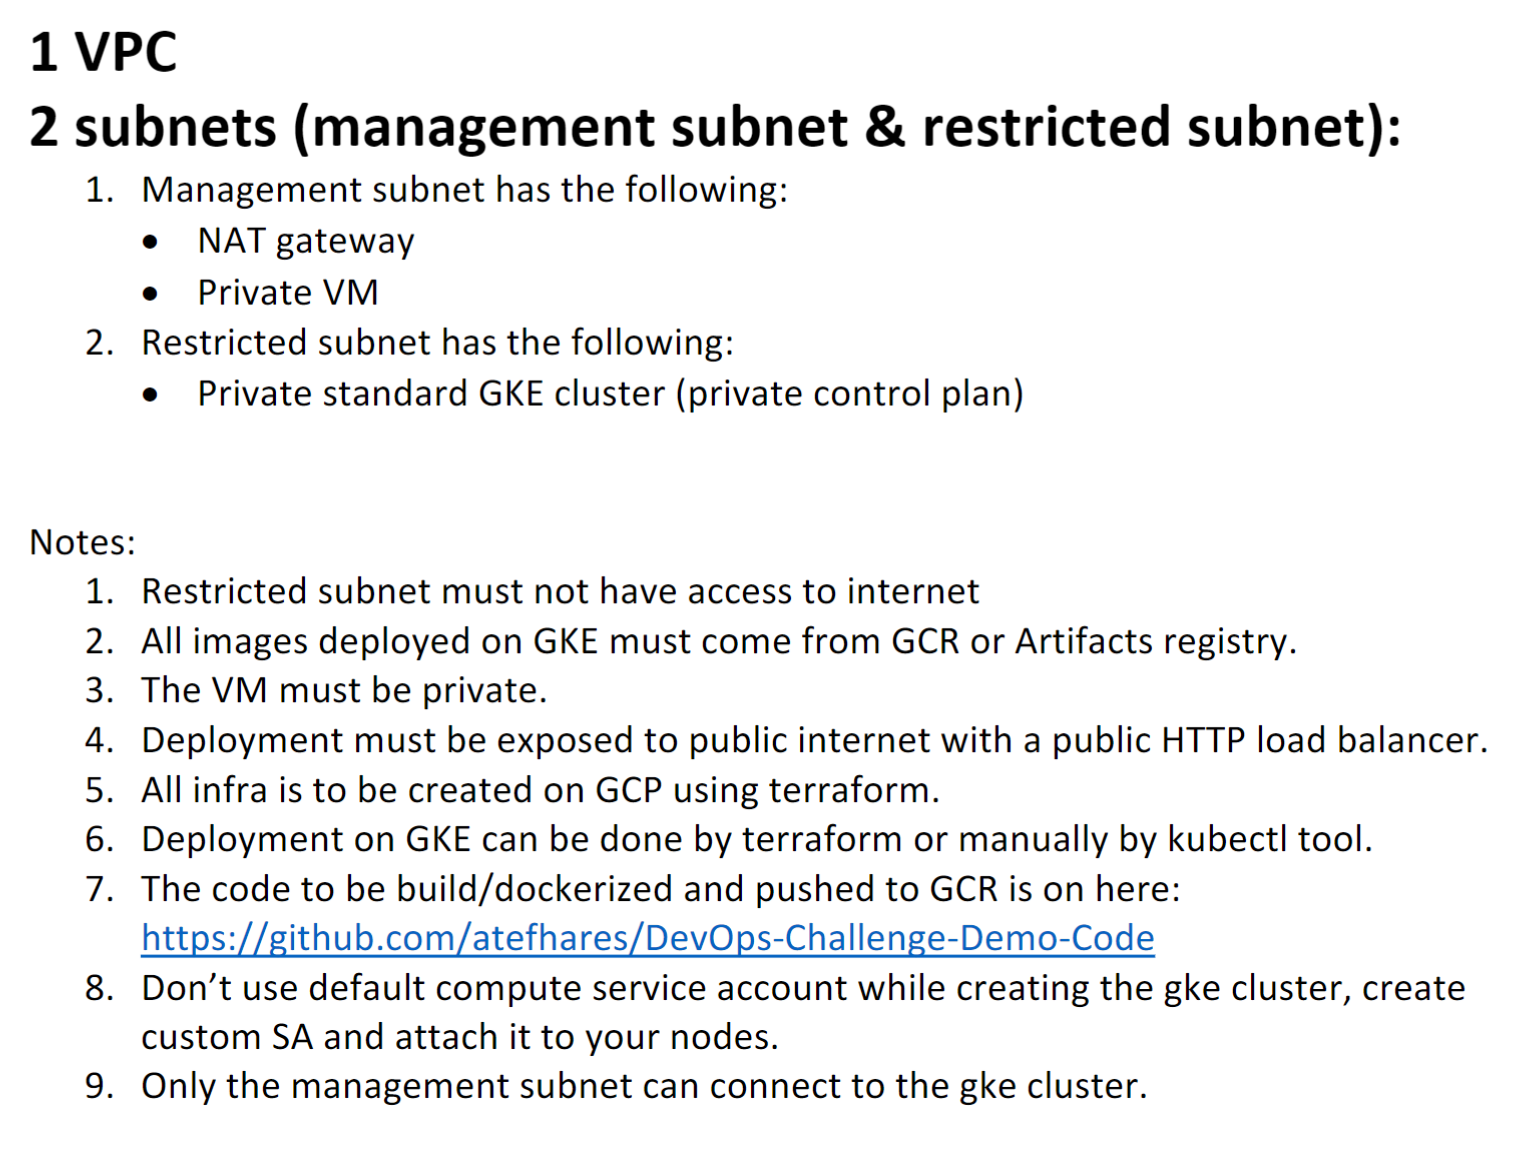 1 VPC
2 subnets (management subnet & restricted subnet):
1. Management subnet has the following:
• NAT gateway
• Private VM
2. Restricted subnet has the following:
• Private standard GKE cluster (private control plan)
Notes:
1. Restricted subnet must not have access to internet
2. All images deployed on GKE must come from GCR or Artifacts registry.
3. The VM must be private.
4. Deployment must be exposed to public internet with a public HTTP load balancer.
5. All infra is to be created on GCP using terraform.
6. Deployment on GKE can be done by terraform or manually by kubectl tool.
7. The code to be build/dockerized and pushed to GCR is on here:
https://github.com/atefhares/DevOps-Challenge-Demo-Code
8. Don’t use default compute service account while creating the gke cluster, create
custom SA and attach it to your nodes.
9. Only the management subnet can connect to the gke cluster.